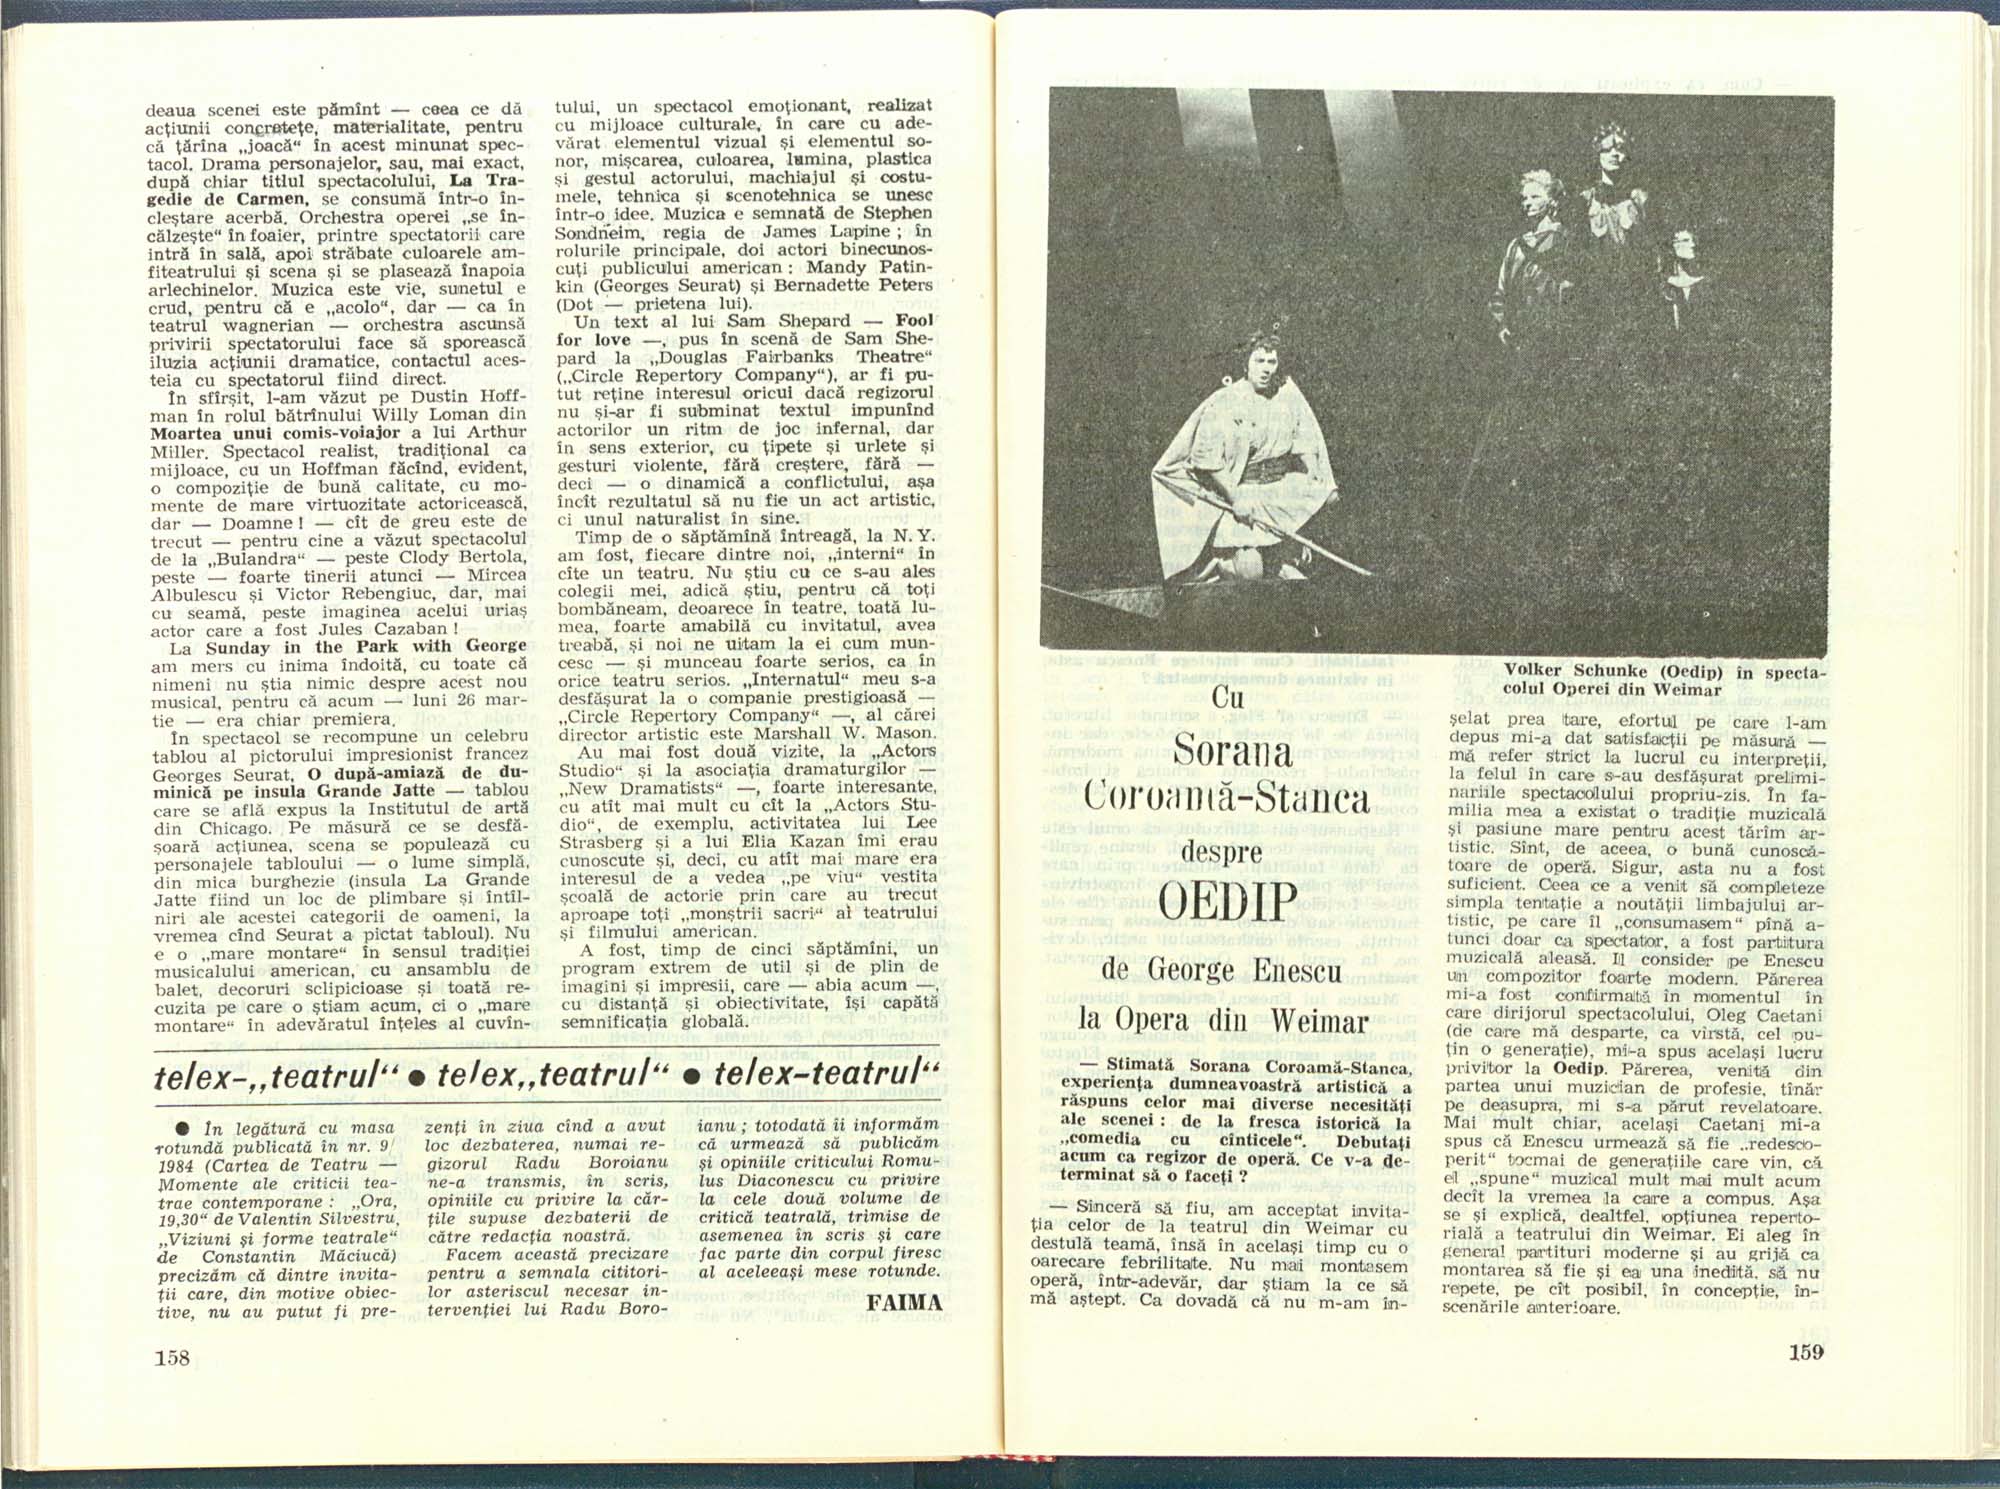 deaua scenei este pămînt — ceea ce dă
acțiunii concretețe, materialitate, pentru
că țărîna „joacă“ în acest minunat spec-
tacol. Drama personajelor, sau, mai exact,
după chiar titlul spectacolului, La Tra-
gedie de Carmen, se consumă într-o în-
cleștare acerbă. Orchestra operei „se în-
călzește“ în foaier, printre spectatorii care
intră în sală, apoi străbate culoarele am-
fiteatrului și scena și se plasează înapoia
arlechinelor. Muzica este vie, sunetul e
crud, pentru că e „acolo“, dar — ca în
teatrul wagnerian — orchestra ascunsă
privirii spectatorului face să sporească
iluzia acțiunii dramatice, contactul aces-
teia cu spectatorul fiind direct.
În sfîrșit, l-am văzut pe Dustin Hoff-
man în rolul bătrînului Willy Loman din
Moartea unui comis-voiajor a lui Arthur
Miller. Spectacol realist, tradițional ca
mijloace, cu un Hoffman făcînd, evident,
o compoziție de bună calitate, cu mo-
mente de mare virtuozitate actoricească,
dar — Doamne ! — cît de greu este de
trecut — pentru cine a văzut spectacolul
de la „Bulandra“ — peste Clody Bertola,
peste — foarte tinerii atunci — Mircea
Albulescu și Victor Rebengiuc, dar, mai
cu seamă, peste imaginea acelui uriaș
actor care a fost Jules Cazaban !
La Sunday in the Park with George
am mers cu inima îndoită, cu toate că
nimeni nu știa nimic despre acest nou
musical, pentru că acum — luni 26 mar-
tie — era chiar premiera.
În spectacol se recompune un celebru
tablou al pictorului impresionist francez
Georges Seurat, O după-amiază de du-
minică pe insula Grande Jatte — tablou
care se află expus la Institutul de artă
din Chicago. Pe măsură ce se desfă-
șoară acțiunea, scena se populează cu
personajele tabloului — o lume simplă,
din mica burghezie (insula La Grande
Jatte fiind un loc de plimbare și întîl-
niri ale acestei categorii de oameni, la
vremea cînd Seurat a pictat tabloul). Nu
e o „mare montare“ în sensul tradiției
musicalului american, cu ansamblu de
balet, decoruri sclipicioase și toată re-
cuzita pe care o știam acum, ci o „mare
montare“ în adevăratul înțeles al cuvîn-
tului, un spectacol emoționant, realizat
cu mijloace culturale, în care cu ade-
vărat elementul vizual și elementul so-
nor, mișcarea, culoarea, lumina, plastica
și gestul actorului, machiajul și costu-
mele, tehnica și scenotehnica se unesc
într-o idee. Muzica e semnată de Stephen
Sondheim, regia de James Lapine ; în
rolurile principale, doi actori binecunos-
cuți publicului american : Mandy Patin-
kin (Georges Seurat) și Bernadette Peters
(Dot — prietena lui).
Un text al lui Sam Shepard — Fool
for love —, pus în scenă de Sam She-
pard la „Douglas Fairbanks Theatre“
(„Circle Repertory Company“), ar fi pu-
tut reține interesul oricui dacă regizorul
nu și-ar fi subminat textul impunînd
actorilor un ritm de joc infernal, dar
în sens exterior, cu țipete și urlete și
gesturi violente, fără creștere, fără —
deci — o dinamică a conflictului, așa
încît rezultatul să nu fie un act artistic,
ci unul naturalist în sine.
Timp de o săptămînă întreagă, la N. Y.
am fost, fiecare dintre noi, „interni“ în
cîte un teatru. Nu știu cu ce s-au ales
colegii mei, adică știu, pentru că toți
bombăneam, deoarece în teatre, toată lu-
mea, foarte amabilă cu invitatul, avea
treabă, și noi ne uitam la ei cum mun-
cesc — și munceau foarte serios, ca în
orice teatru serios. „Internatul“ meu s-a
desfășurat la o companie prestigioasă —
„Circle Repertory Company“ —, al cărei
director artistic este Marshall W. Mason.
Au mai fost două vizite, la „Actors
Studio“ și la asociația dramaturgilor —
„New Dramatists“ —, foarte interesante,
cu atît mai mult cu cît la „Actors Stu-
dio“, de exemplu, activitatea lui Lee
Strasberg și a lui Elia Kazan îmi erau
cunoscute și, deci, cu atît mai mare era
interesul de a vedea „pe viu“ vestita
școală de actorie prin care au trecut
aproape toți „monștrii sacri“ ai teatrului
și filmului american.
A fost, timp de cinci săptămîni, un
program extrem de util și de plin de
imagini și impresii, care — abia acum —,
cu distanță și obiectivitate, își capătă
semnificația globală.
telex-„teatrul“ ● telex„teatrul“ ● telex-teatrul“
● În legătură cu masa
rotundă publicată în nr. 9/
1984 (Cartea de Teatru —
Momente ale criticii tea-
trae contemporane : „Ora,
19,30“ de Valentin Silvestru,
„Viziuni și forme teatrale“
de Constantin Măciucă)
precizăm că dintre invita-
ții care, din motive obiec-
tive, nu au putut fi pre-
zenți în ziua cînd a avut
loc dezbaterea, numai re-
gizorul Radu Boroianu
ne-a transmis, în scris,
opiniile cu privire la căr-
țile supuse dezbaterii de
către redacția noastră.
Facem această precizare
pentru a semnala cititori-
lor asteriscul necesar in-
tervenției lui Radu Boro-
ianu ; totodată îi informăm
că urmează să publicăm
și opiniile criticului Romu-
lus Diaconescu cu privire
la cele două volume de
critică teatrală, trimise de
asemenea în scris și care
fac parte din corpul firesc
al aceleeași mese rotunde.
FAIMA
158
Volker Schunke (Oedip) în specta-
colul Operei din Weimar
Cu
Sorana
Coroamă-Stanca
despre
OEDIP
de George Enescu
la Opera din Weimar
— Stimată Sorana Coroamă-Stanca,
experiența dumneavoastră artistică a
răspuns celor mai diverse necesități
ale scenei : de la fresca istorică la
„comedia cu cîntecele“. Debutați
acum ca regizor de operă. Ce v-a de-
terminat să o faceți ?
— Sinceră să fiu, am acceptat invita-
ția celor de la teatrul din Weimar cu
destulă teamă, însă în același timp cu o
oarecare febrilitate. Nu mai montasem
operă, într-adevăr, dar știam la ce să
mă aștept. Ca dovadă că nu m-am în-
șelat prea tare, efortul pe care l-am
depus mi-a dat satisfacții pe măsură —
mă refer strict la lucrul cu interpreții,
la felul în care s-au desfășurat prelimi-
nariile spectacolului propriu-zis. În fa-
milia mea a existat o tradiție muzicală
și pasiune mare pentru acest tărîm ar-
tistic. Sînt, de aceea, o bună cunoscă-
toare de operă. Sigur, asta nu a fost
suficient. Ceea ce a venit să completeze
simpla tentație a noutății limbajului ar-
tistic, pe care îl „consumasem“ pînă a-
tunci doar ca spectator, a fost partitura
muzicală aleasă. Îl consider pe Enescu
un compozitor foarte modern. Părerea
mi-a fost confirmată în momentul în
care dirijorul spectacolului, Oleg Caetani
(de care mă desparte, ca vîrstă, cel pu-
țin o generație), mi-a spus același lucru
privitor la Oedip. Părerea, venită din
partea unui muzician de profesie, tînăr
pe deasupra, mi s-a părut revelatoare.
Mai mult chiar, același Caetani mi-a
spus că Enescu urmează să fie „redesco-
perit“ tocmai de generațiile care vin, că
el „spune“ muzical mult mai mult acum
decît la vremea la care a compus. Așa
se și explică, dealtfel, opțiunea reperto-
rială a teatrului din Weimar. Ei aleg în
general partituri moderne și au grijă ca
montarea să fie și ea una inedită, să nu
repete, pe cît posibil, în concepție, în-
scenările anterioare.
159